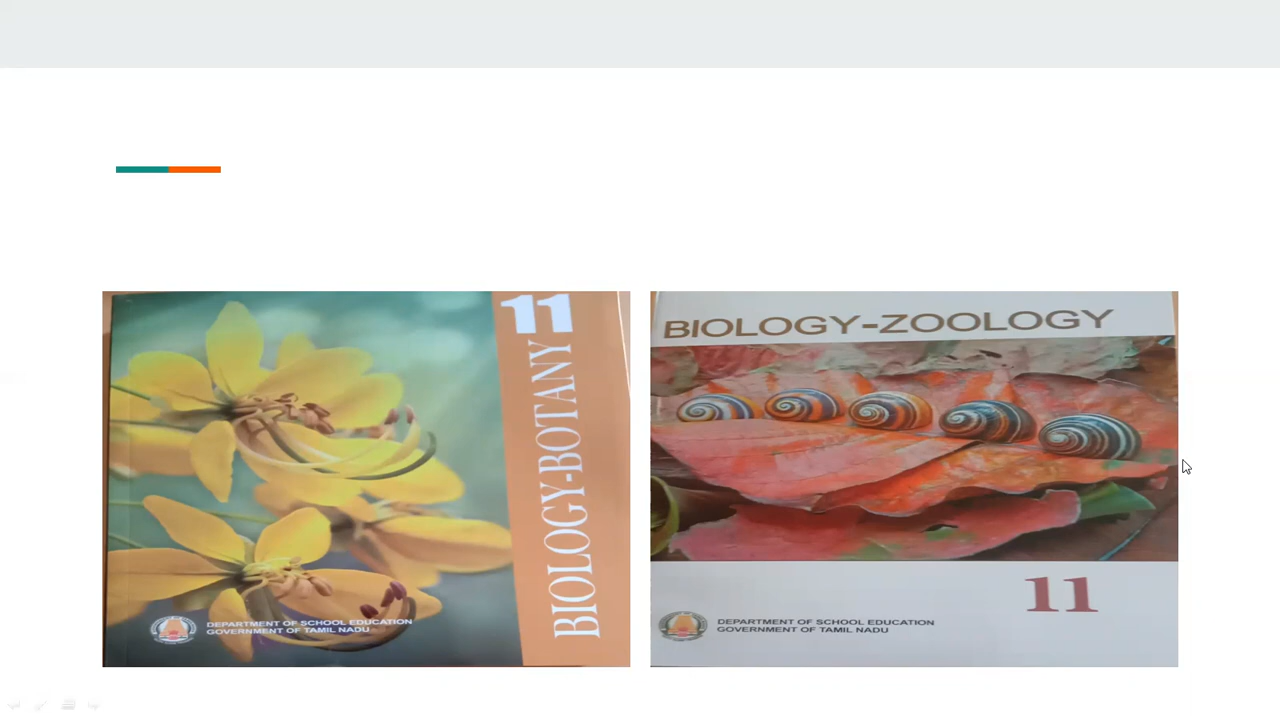 11
BIOLOGY-BOTANY
DEPARTMENT OF SCHOOL EDUCATION
GOVERNMENT OF TAMIL NADU
BIOLOGY-ZOOLOGY
11
DEPARTMENT OF SCHOOL EDUCATION
GOVERNMENT OF TAMIL NADU